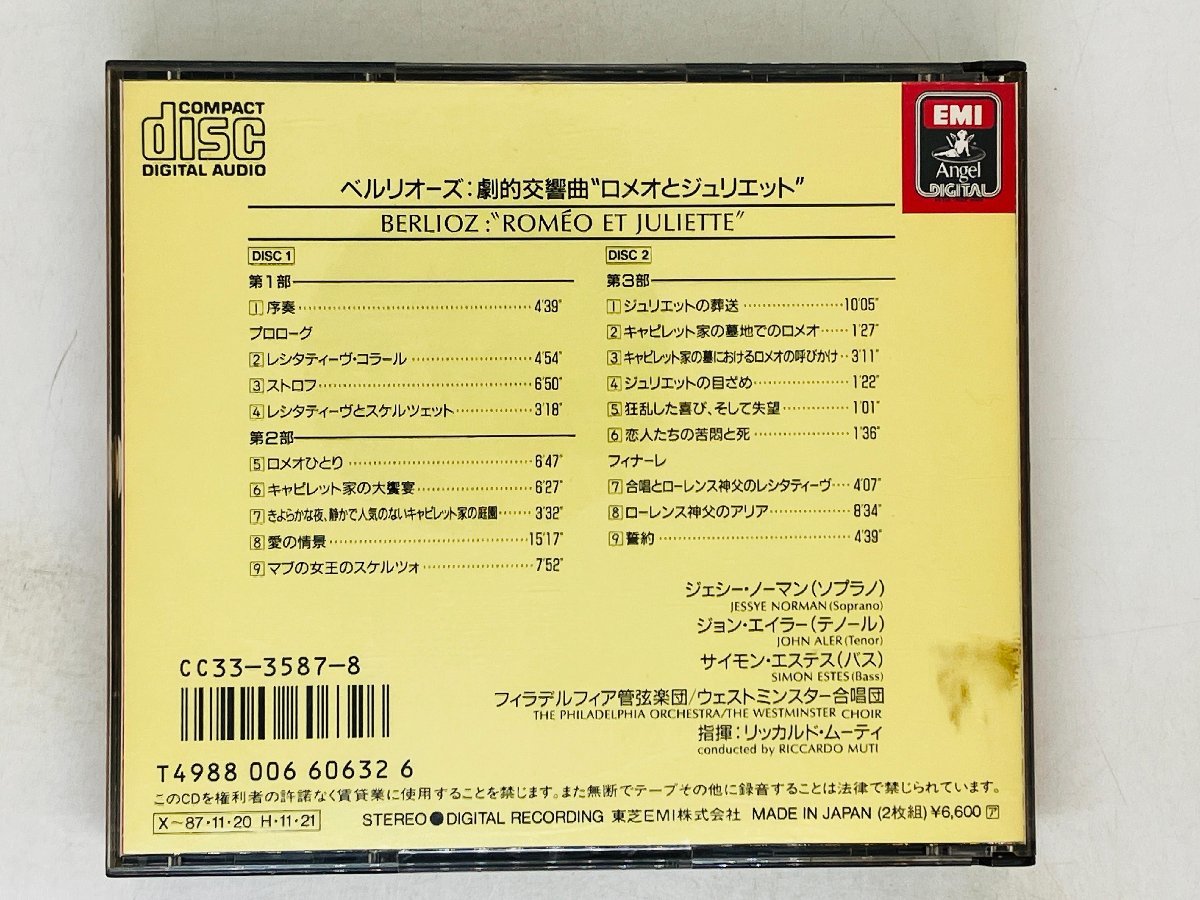 COMPACT
disc
DIGITAL AUDIO
EMI
Angel
DIGITAL
ベルリオーズ：劇的交響曲“ロメオとジュリエット”
BERLIOZ :“ROMÉO ET JULIETTE”
DISC 1
第1部
1 序奏 4'39"
プロローグ
2 レシタティーヴ・コラール 4'54"
3 ストロフ 6'50"
4 レシタティーヴとスケルツェット 3'18"
第2部
5 ロメオひとり 6'47"
6 キャピレット家の大饗宴 6'27"
7 きよらかな夜、静かで人気のないキャピレット家の庭園 3'32"
8 愛の情景 15'17"
9 マブの女王のスケルツォ 7'52"
DISC 2
第3部
1 ジュリエットの葬送 10'05"
2 キャピレット家の墓地でのロメオ 1'27"
3 キャピレット家の墓におけるロメオの呼びかけ 3'11"
4 ジュリエットの目ざめ 1'22"
5 狂乱した喜び、そして失望 1'01"
6 恋人たちの苦悶と死 1'36"
フィナーレ
7 合唱とローレンス神父のレシタティーヴ 4'07"
8 ローレンス神父のアリア 8'34"
9 誓約 4'39"
ジェシー・ノーマン（ソプラノ）
JESSYE NORMAN (Soprano)
ジョン・エイラー（テノール）
JOHN ALER (Tenor)
サイモン・エステス（バス）
SIMON ESTES (Bass)
フィラデルフィア管弦楽団/ウェストミンスター合唱団
THE PHILADELPHIA ORCHESTRA/THE WESTMINSTER CHOIR
指揮：リッカルド・ムーティ
conducted by RICCARDO MUTI
CC33-3587-8
T4988 006 60632 6
このCDを権利者の許諾なく賃貸業に使用することを禁じます。また無断でテープその他に録音することは法律で禁じられています。
X~87・11・20 H・11・21
STEREO●DIGITAL RECORDING 東芝EMI株式会社 MADE IN JAPAN (2枚組) ¥6,600 ア